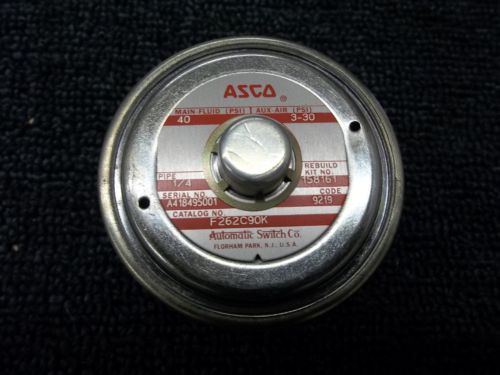 ASCO ®
MAIN FLUID (PSI) AUX-AIR (PSI)
40 3-30
PIPE REBUILD KIT NO.
1/4 158161
SERIAL NO. CODE
A418495001 9219
CATALOG NO.
F262C90K
Automatic Switch Co.
FLORHAM PARK, N.J., U.S.A.